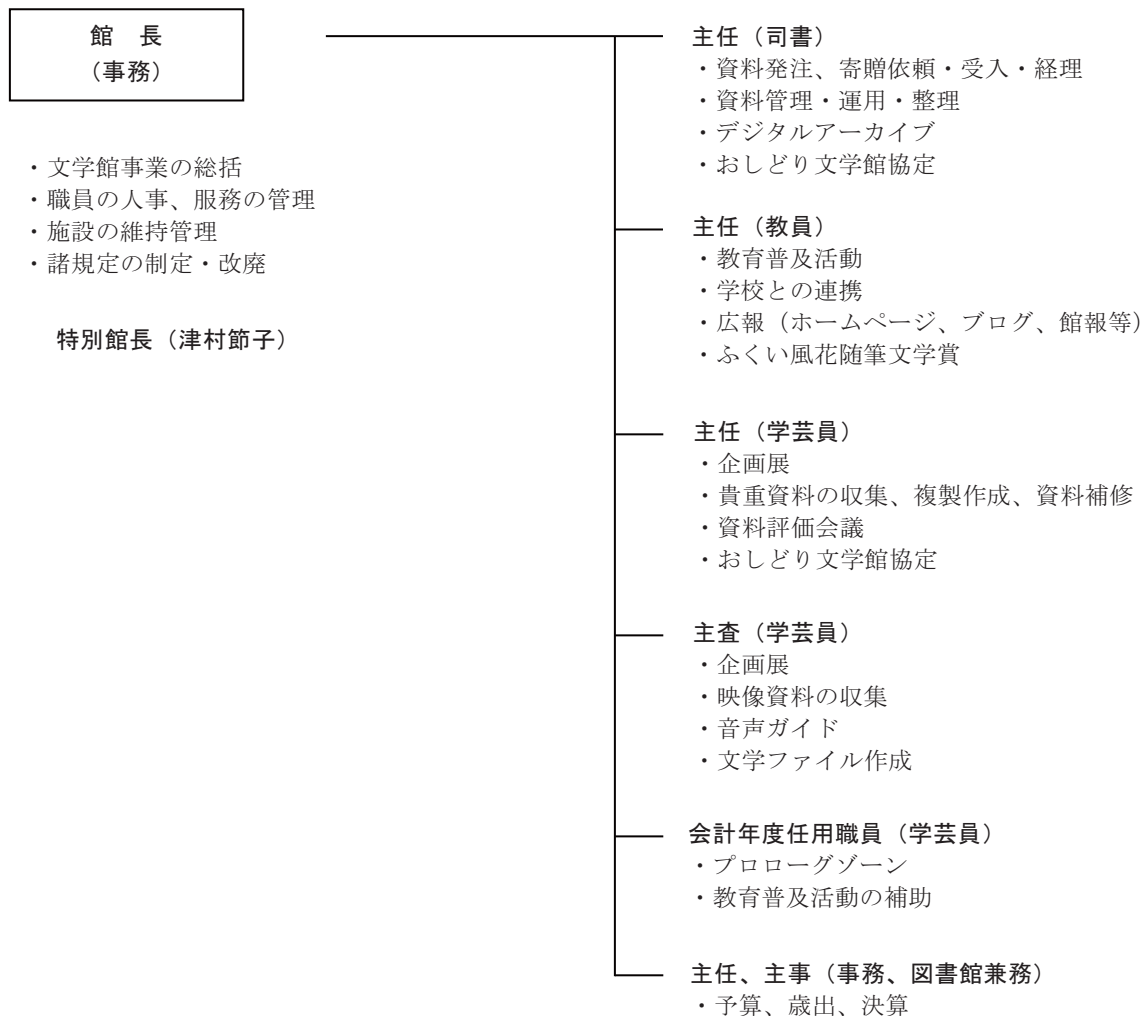 館　長
（事務）
・文学館事業の総括
・職員の人事、服務の管理
・施設の維持管理
・諸規定の制定・改廃
特別館長（津村節子）
主任（司書）
・資料発注、寄贈依頼・受入・経理
・資料管理・運用・整理
・デジタルアーカイブ
・おしどり文学館協定
主任（教員）
・教育普及活動
・学校との連携
・広報（ホームページ、ブログ、館報等）
・ふくい風花随筆文学賞
主任（学芸員）
・企画展
・貴重資料の収集、複製作成、資料補修
・資料評価会議
・おしどり文学館協定
主査（学芸員）
・企画展
・映像資料の収集
・音声ガイド
・文学ファイル作成
会計年度任用職員（学芸員）
・プロローグゾーン
・教育普及活動の補助
主任、主事（事務、図書館兼務）
・予算、歳出、決算